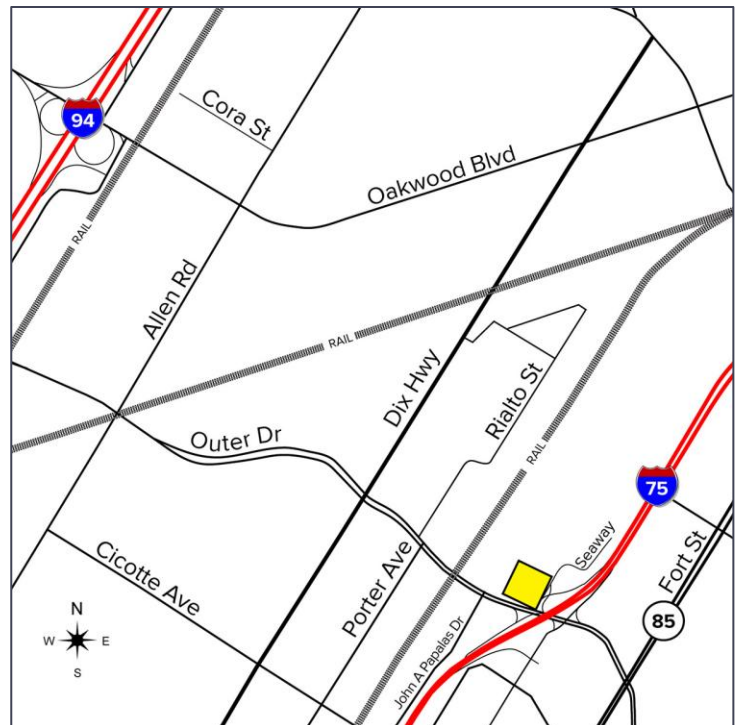 94
Cora St
Oakwood Blvd
RAIL
Allen Rd
RAIL
Dix Hwy
Rialto St
Outer Dr
RAIL
75
Seaway
Cicotte Ave
Porter Ave
Fort St
N
W E
S
John A Papalas Dr
85